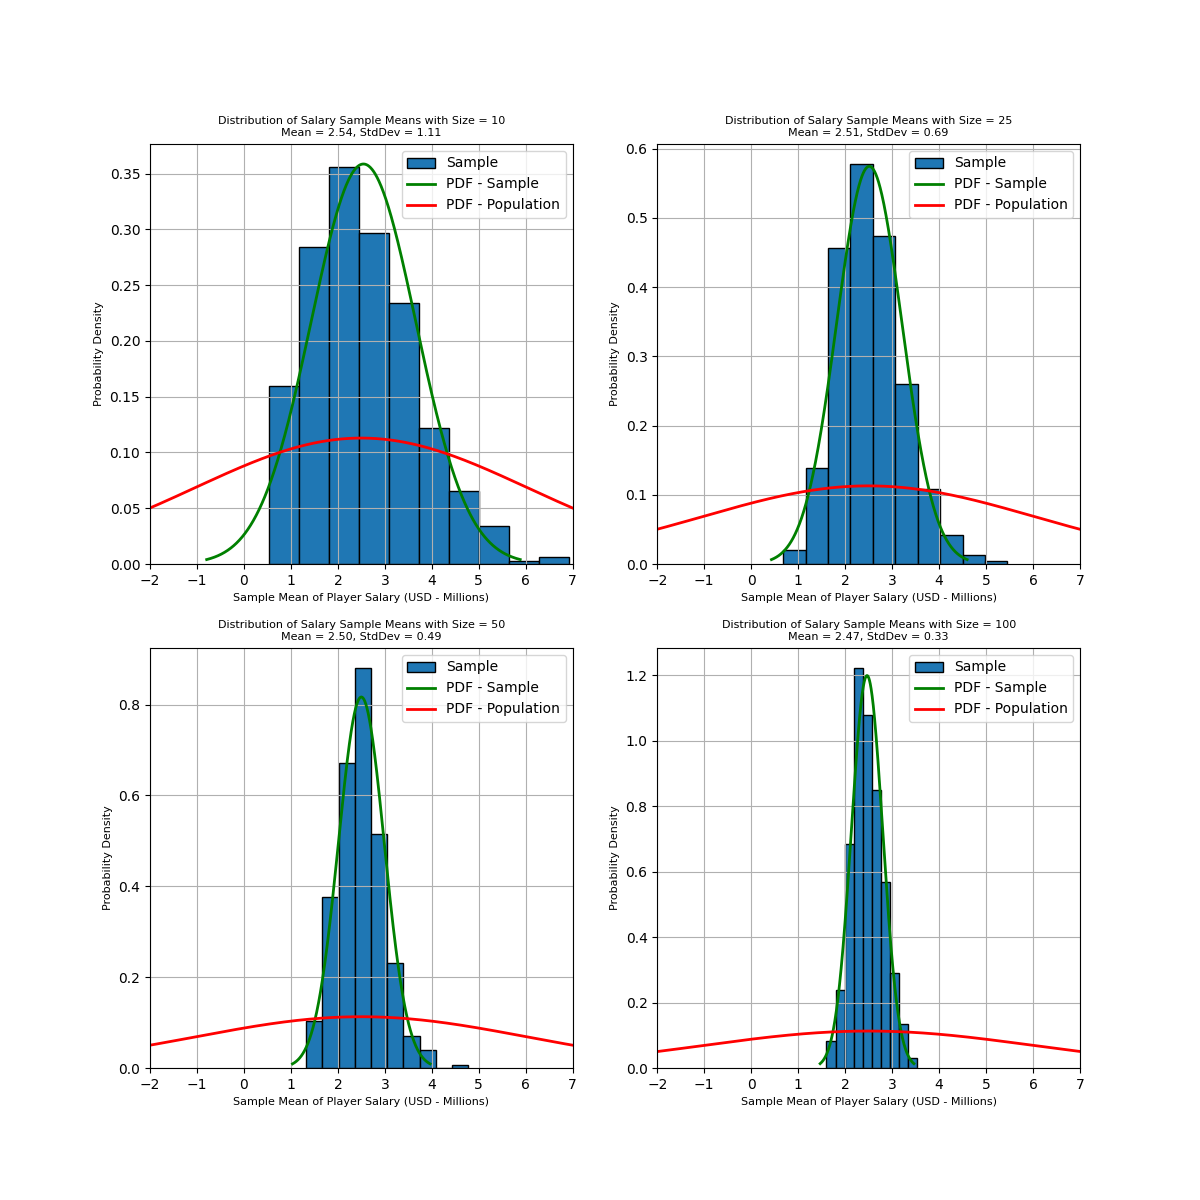 Distribution of Salary Sample Means with Size = 10
Mean = 2.54, StdDev = 1.11
Sample
PDF - Sample
PDF - Population
0.35
0.30
0.25
0.20
0.15
0.10
0.05
0.00
Probability Density
−2 −1 0 1 2 3 4 5 6 7
Sample Mean of Player Salary (USD - Millions)
Distribution of Salary Sample Means with Size = 25
Mean = 2.51, StdDev = 0.69
Sample
PDF - Sample
PDF - Population
0.6
0.5
0.4
0.3
0.2
0.1
0.0
Probability Density
−2 −1 0 1 2 3 4 5 6 7
Sample Mean of Player Salary (USD - Millions)
Distribution of Salary Sample Means with Size = 50
Mean = 2.50, StdDev = 0.49
Sample
PDF - Sample
PDF - Population
0.8
0.6
0.4
0.2
0.0
Probability Density
−2 −1 0 1 2 3 4 5 6 7
Sample Mean of Player Salary (USD - Millions)
Distribution of Salary Sample Means with Size = 100
Mean = 2.47, StdDev = 0.33
Sample
PDF - Sample
PDF - Population
1.2
1.0
0.8
0.6
0.4
0.2
0.0
Probability Density
−2 −1 0 1 2 3 4 5 6 7
Sample Mean of Player Salary (USD - Millions)